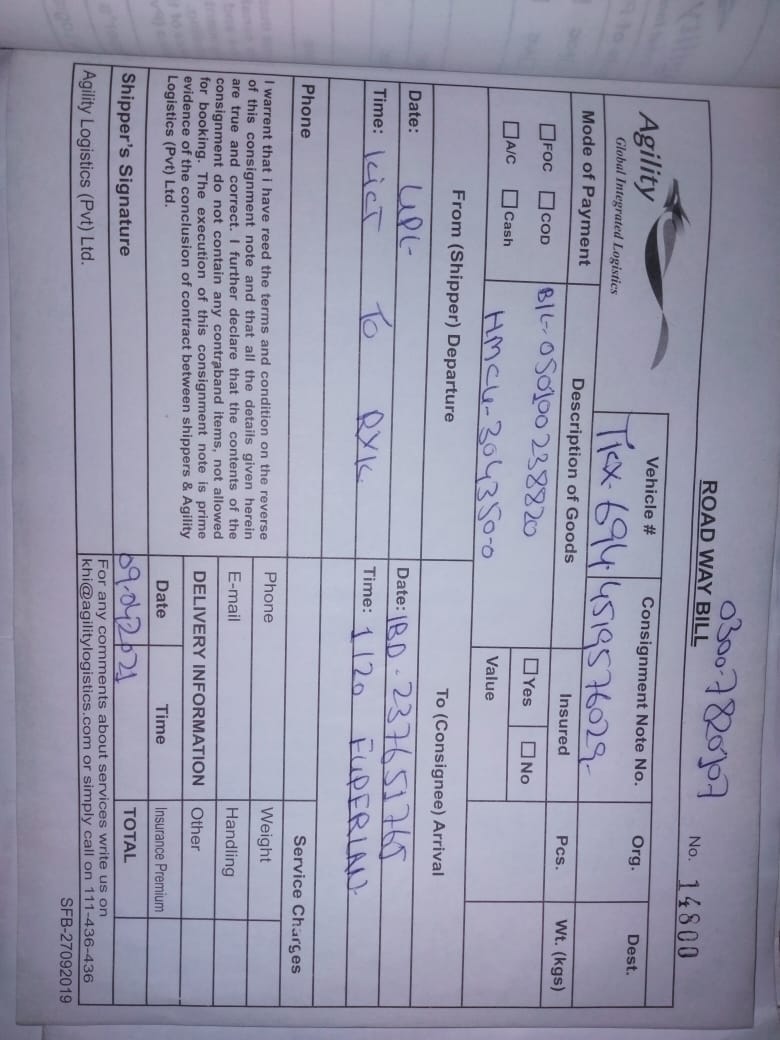 0300-7820307
ROAD WAY BILL
No. 14800
Agility
Global Integrated Logistics
Vehicle #
Consignment Note No.
Org.
Dest.
TKX-694
4519576029-
Mode of Payment
Description of Goods
Insured
Pcs.
Wt. (kgs)
FOC COD
B/L-050100238820
Yes No
A/C Cash
HMCU-304350-0
Value
From (Shipper) Departure
To (Consignee) Arrival
Date: UPL
Date: IBD-237651765
Time: KICT TO RYK
Time: 1/20
Phone
Service Charges
I warrent that i have reed the terms and condition on the reverse
of this consignment note and that all the details given herein
are true and correct. I further declare that the contents of the
consignment do not contain any contraband items, not allowed
for booking. The execution of this consignment note is prime
evidence of the conclusion of contract between shippers & Agility
Logistics (Pvt) Ltd.
Phone
Weight
E-mail
Handling
DELIVERY INFORMATION
Other
Date Time
Insurance Premium
Shipper's Signature
09-04-2021
TOTAL
Agility Logistics (Pvt) Ltd.
For any comments about services write us on
khi@agilitylogistics.com or simply call on 111-436-436
SFB-27092019